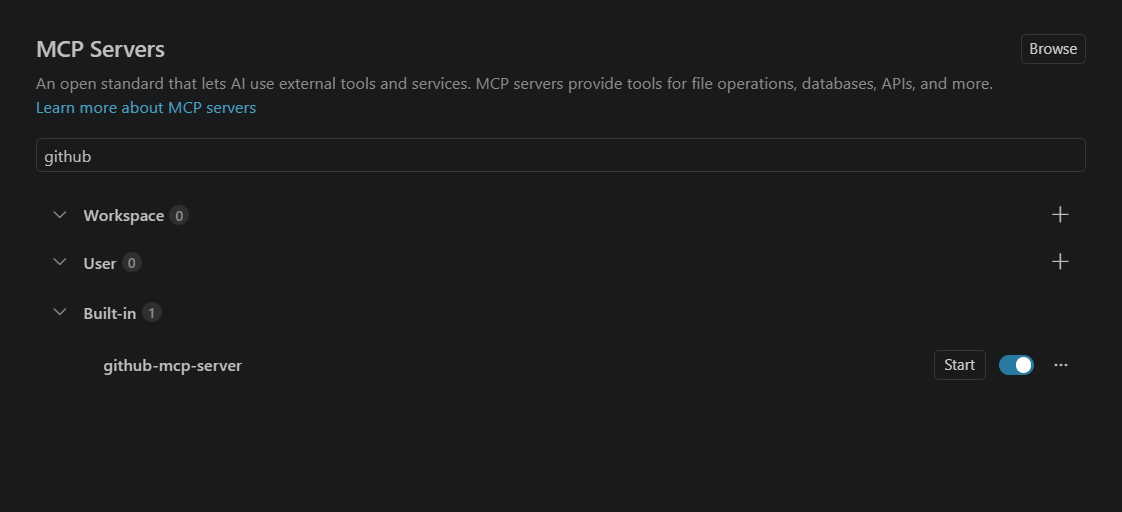 MCP Servers
Browse
An open standard that lets AI use external tools and services. MCP servers provide tools for file operations, databases, APIs, and more.
Learn more about MCP servers
github
Workspace 0
User 0
Built-in 1
github-mcp-server
Start